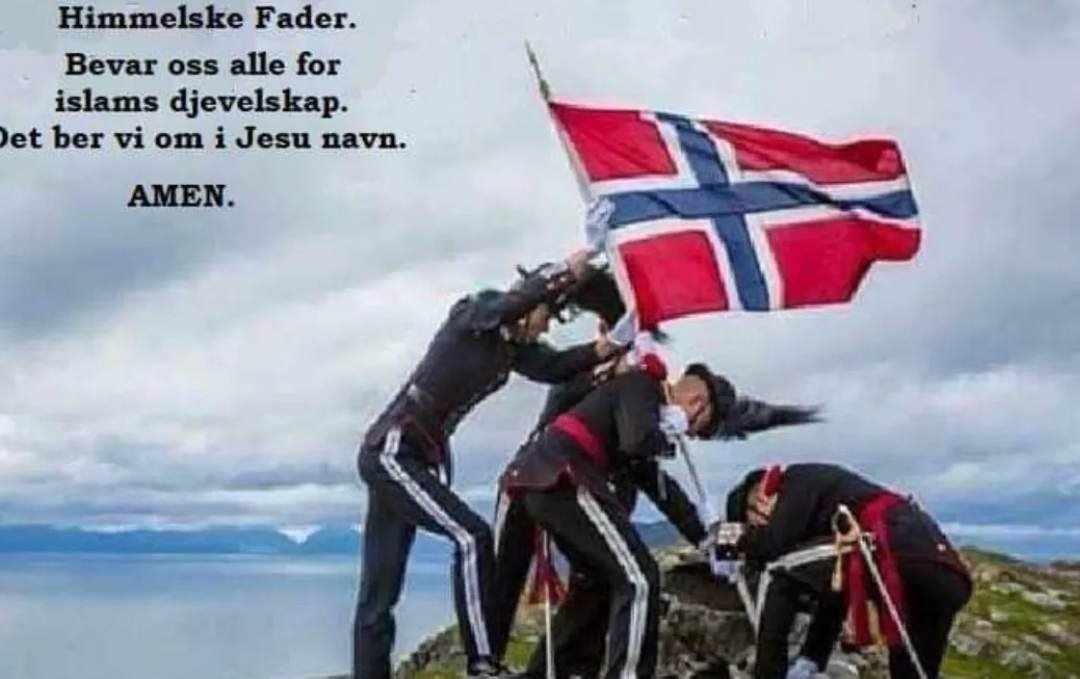 Himmelske Fader.
Bevar oss alle for
islams djevelskap.
Det ber vi om i Jesu navn.
AMEN.